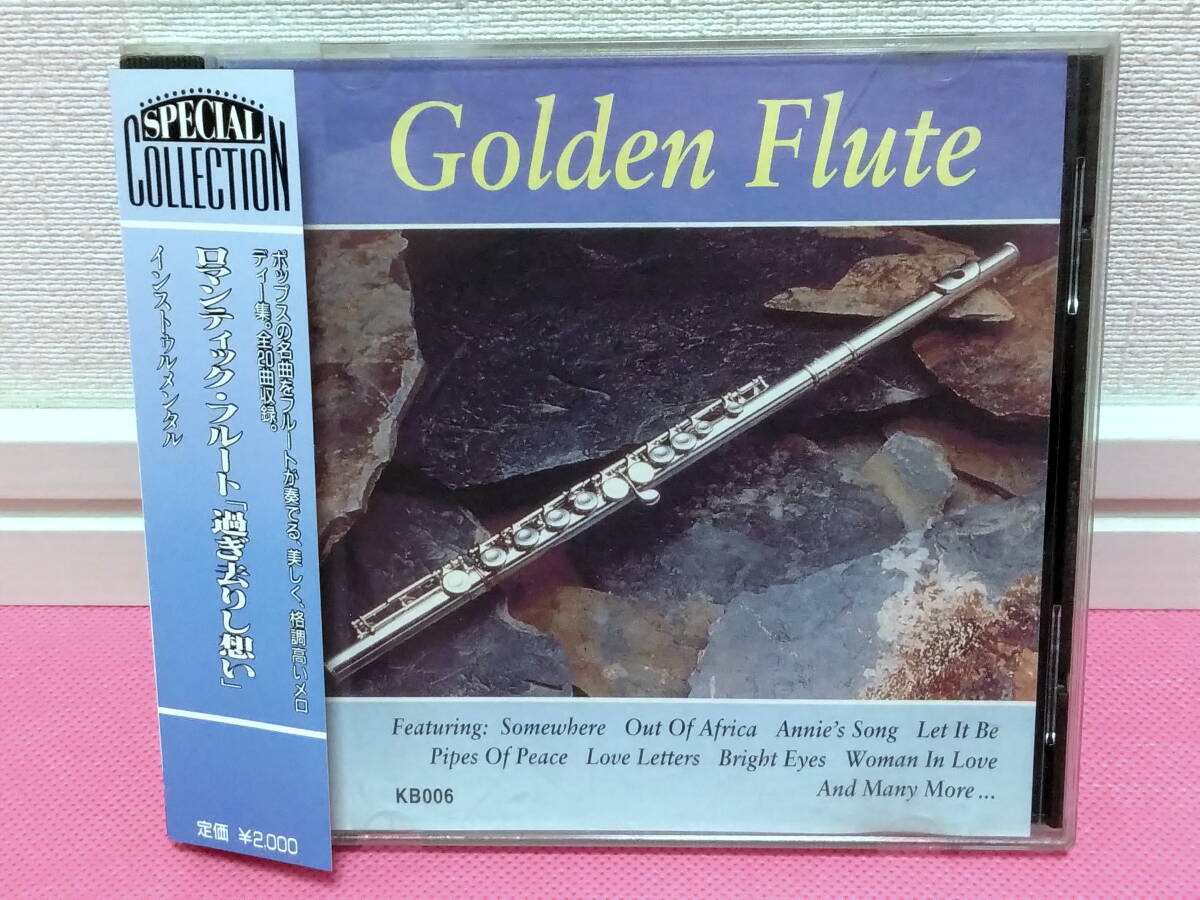 SPECIAL
COLLECTION
ポップスの名曲をフルートが奏でる、美しく、格調高いメロ
ディー集。全20曲収録。
ロマンティック・フルート「過ぎ去りし想い」
インストゥルメンタル
定価 ¥2,000
Golden Flute
Featuring: Somewhere Out Of Africa Annie's Song Let It Be
Pipes Of Peace Love Letters Bright Eyes Woman In Love
And Many More...
KB006